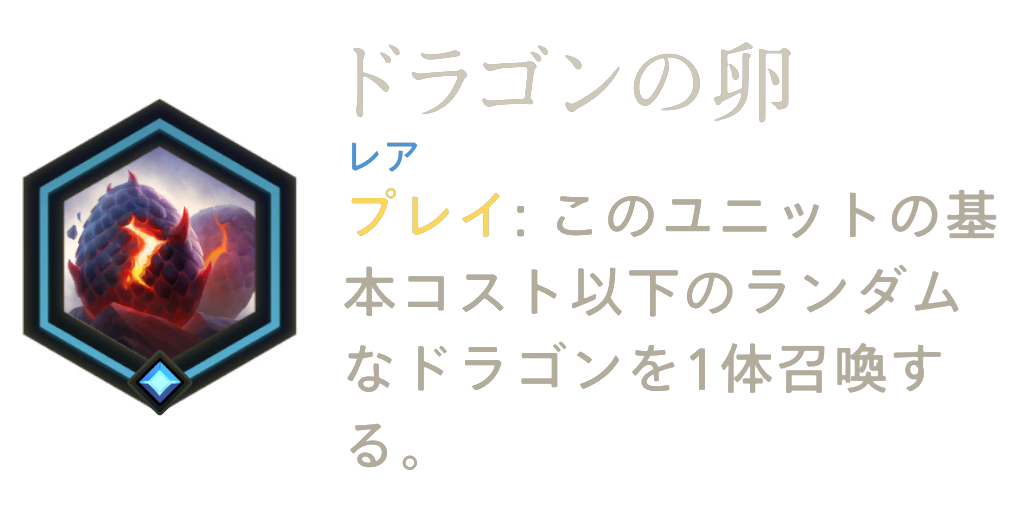 ドラゴンの卵
レア
プレイ: このユニットの基
本コスト以下のランダム
なドラゴンを1体召喚す
る。